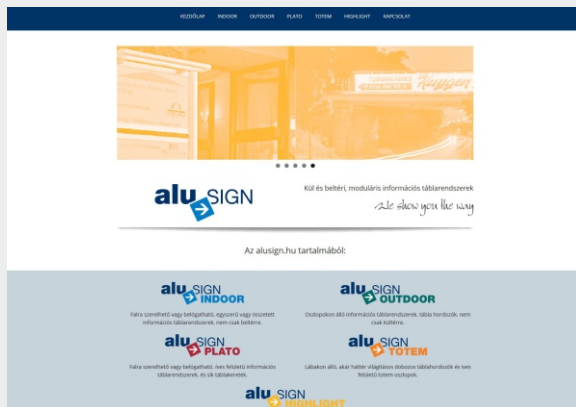 KEZDŐLAP INDOOR OUTDOOR PLATO TOTEM HIGHLIGHT KAPCSOLAT
alu SIGN
Kül és beltéri, moduláris információs táblarendszerek
We show you the way
Az alusign.hu tartalmából:
alu SIGN INDOOR
Falra szerelhető vagy belógatható, egyszerű vagy összetett
információs táblarendszerek, nem csak beltérre.
alu SIGN OUTDOOR
Oszlopokon álló információs táblarendszerek, tábla hordozók, nem
csak kültérre.
alu SIGN PLATO
Falra szerelhető vagy belógatható, íves felületű információs
táblarendszerek, és sík táblakeretek.
alu SIGN TOTEM
Lábakon álló, akár háttér világításos dobozos táblahordozók és íves
felületű totem oszlopok.
alu SIGN HIGHLIGHT